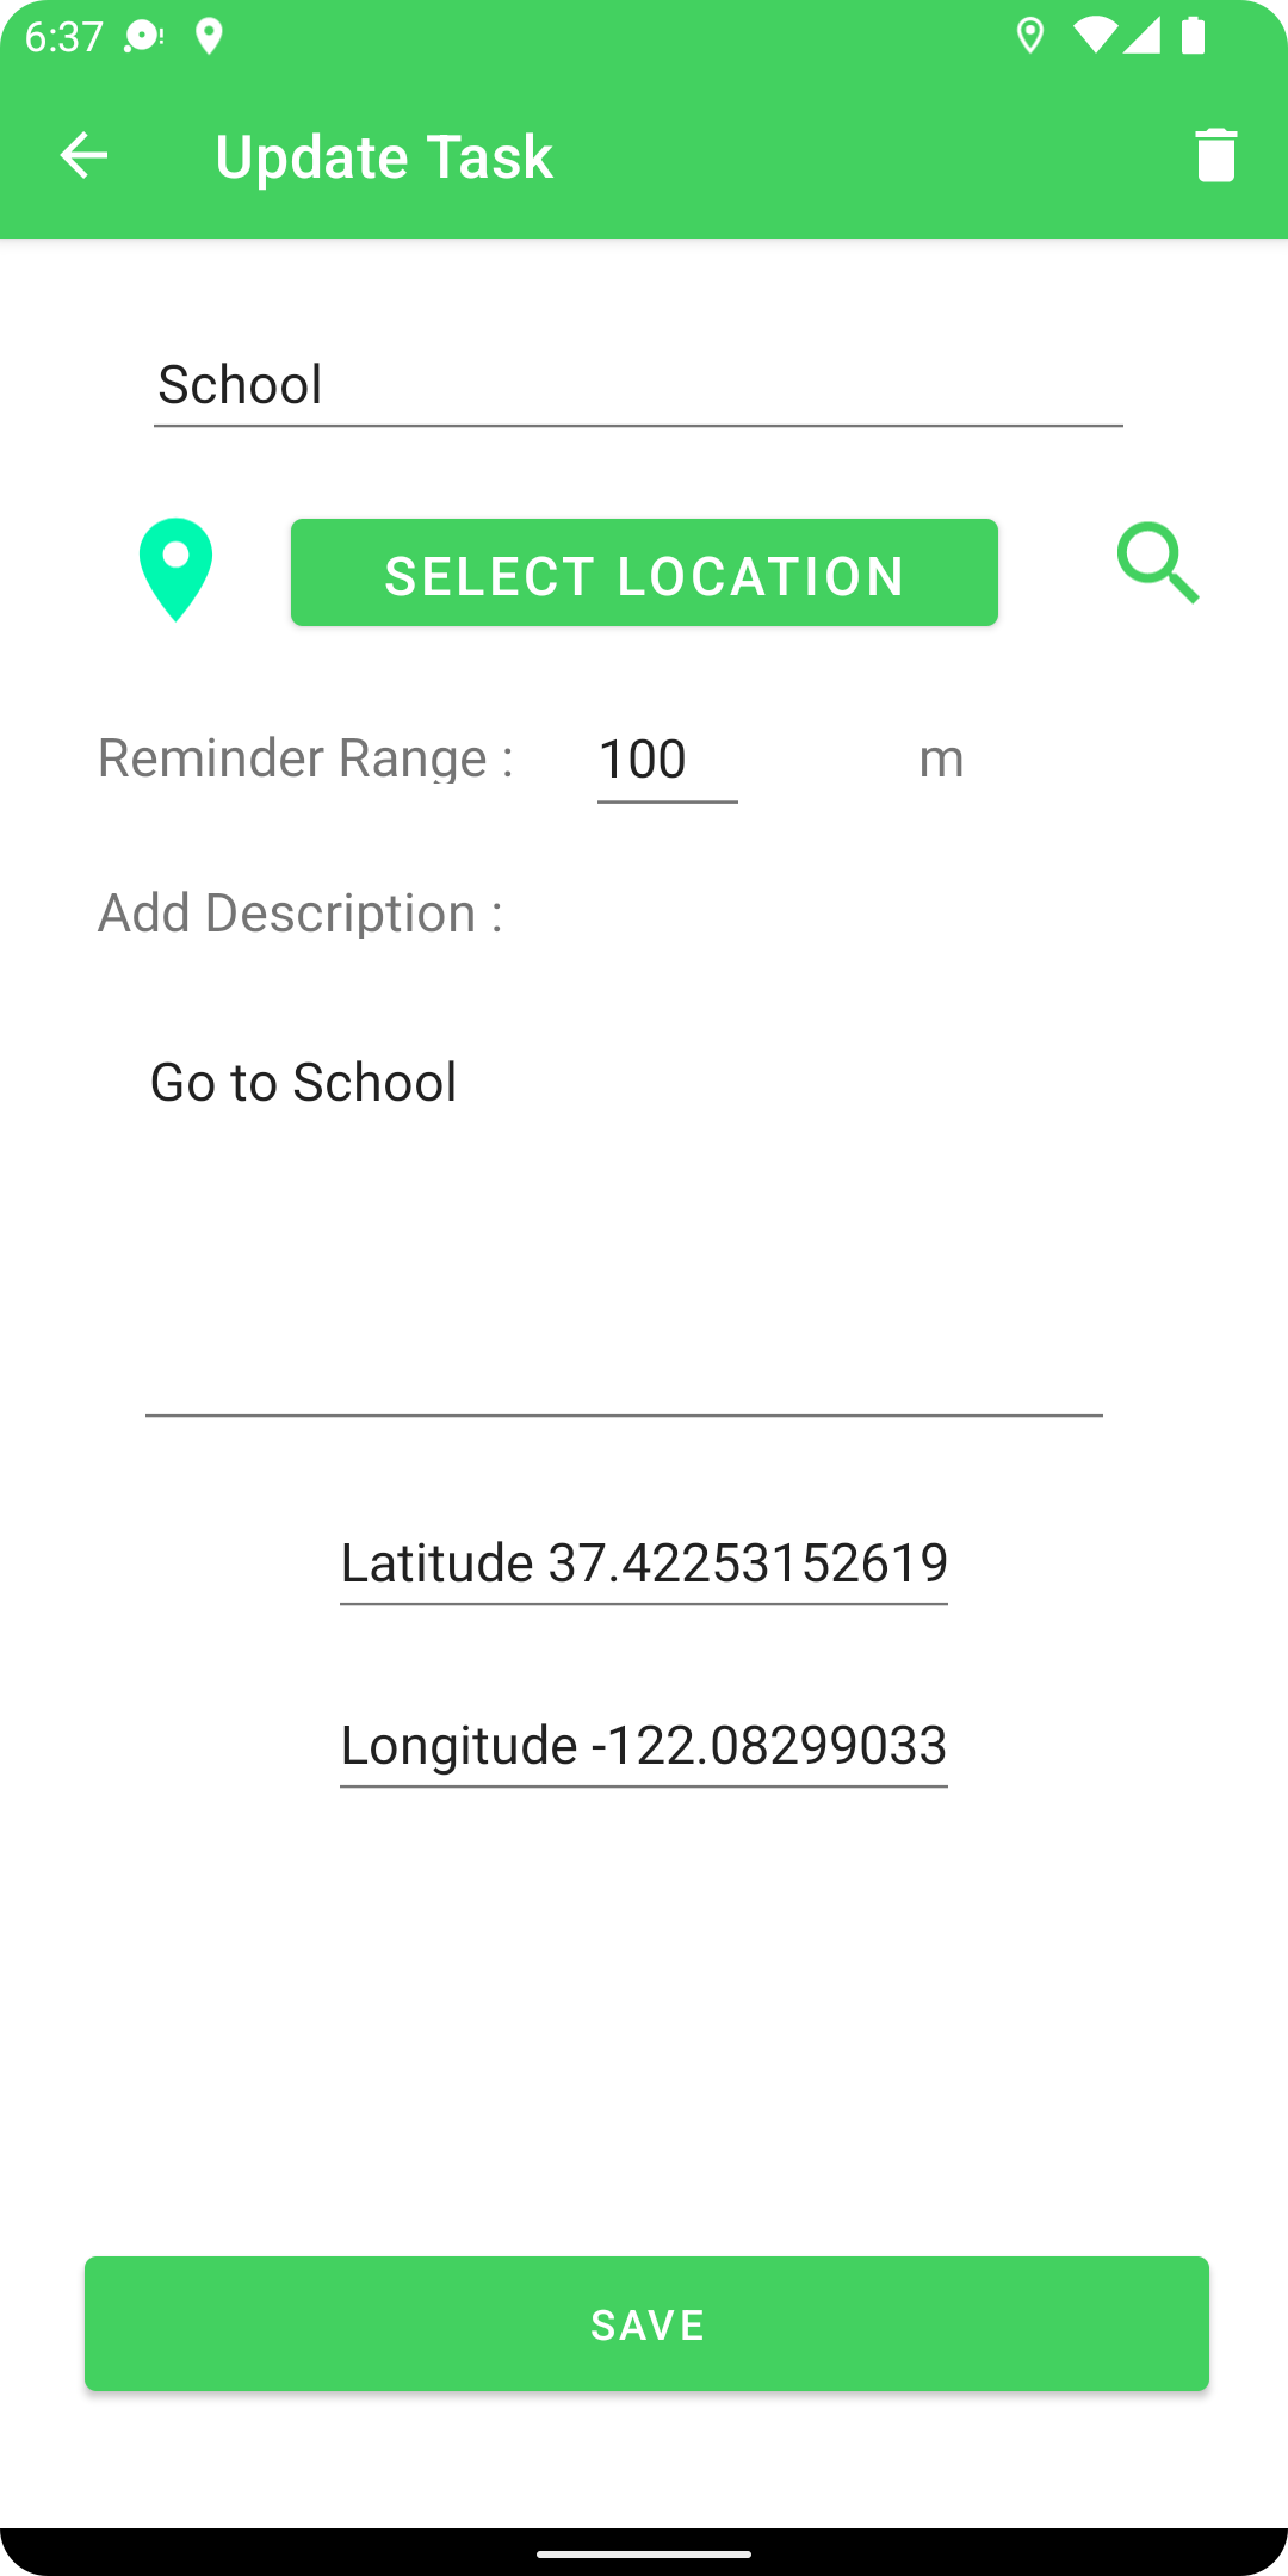 6:37
Update Task
School
SELECT LOCATION
Reminder Range : 100 m
Add Description :
Go to School
Latitude 37.42253152619
Longitude -122.08299033
SAVE